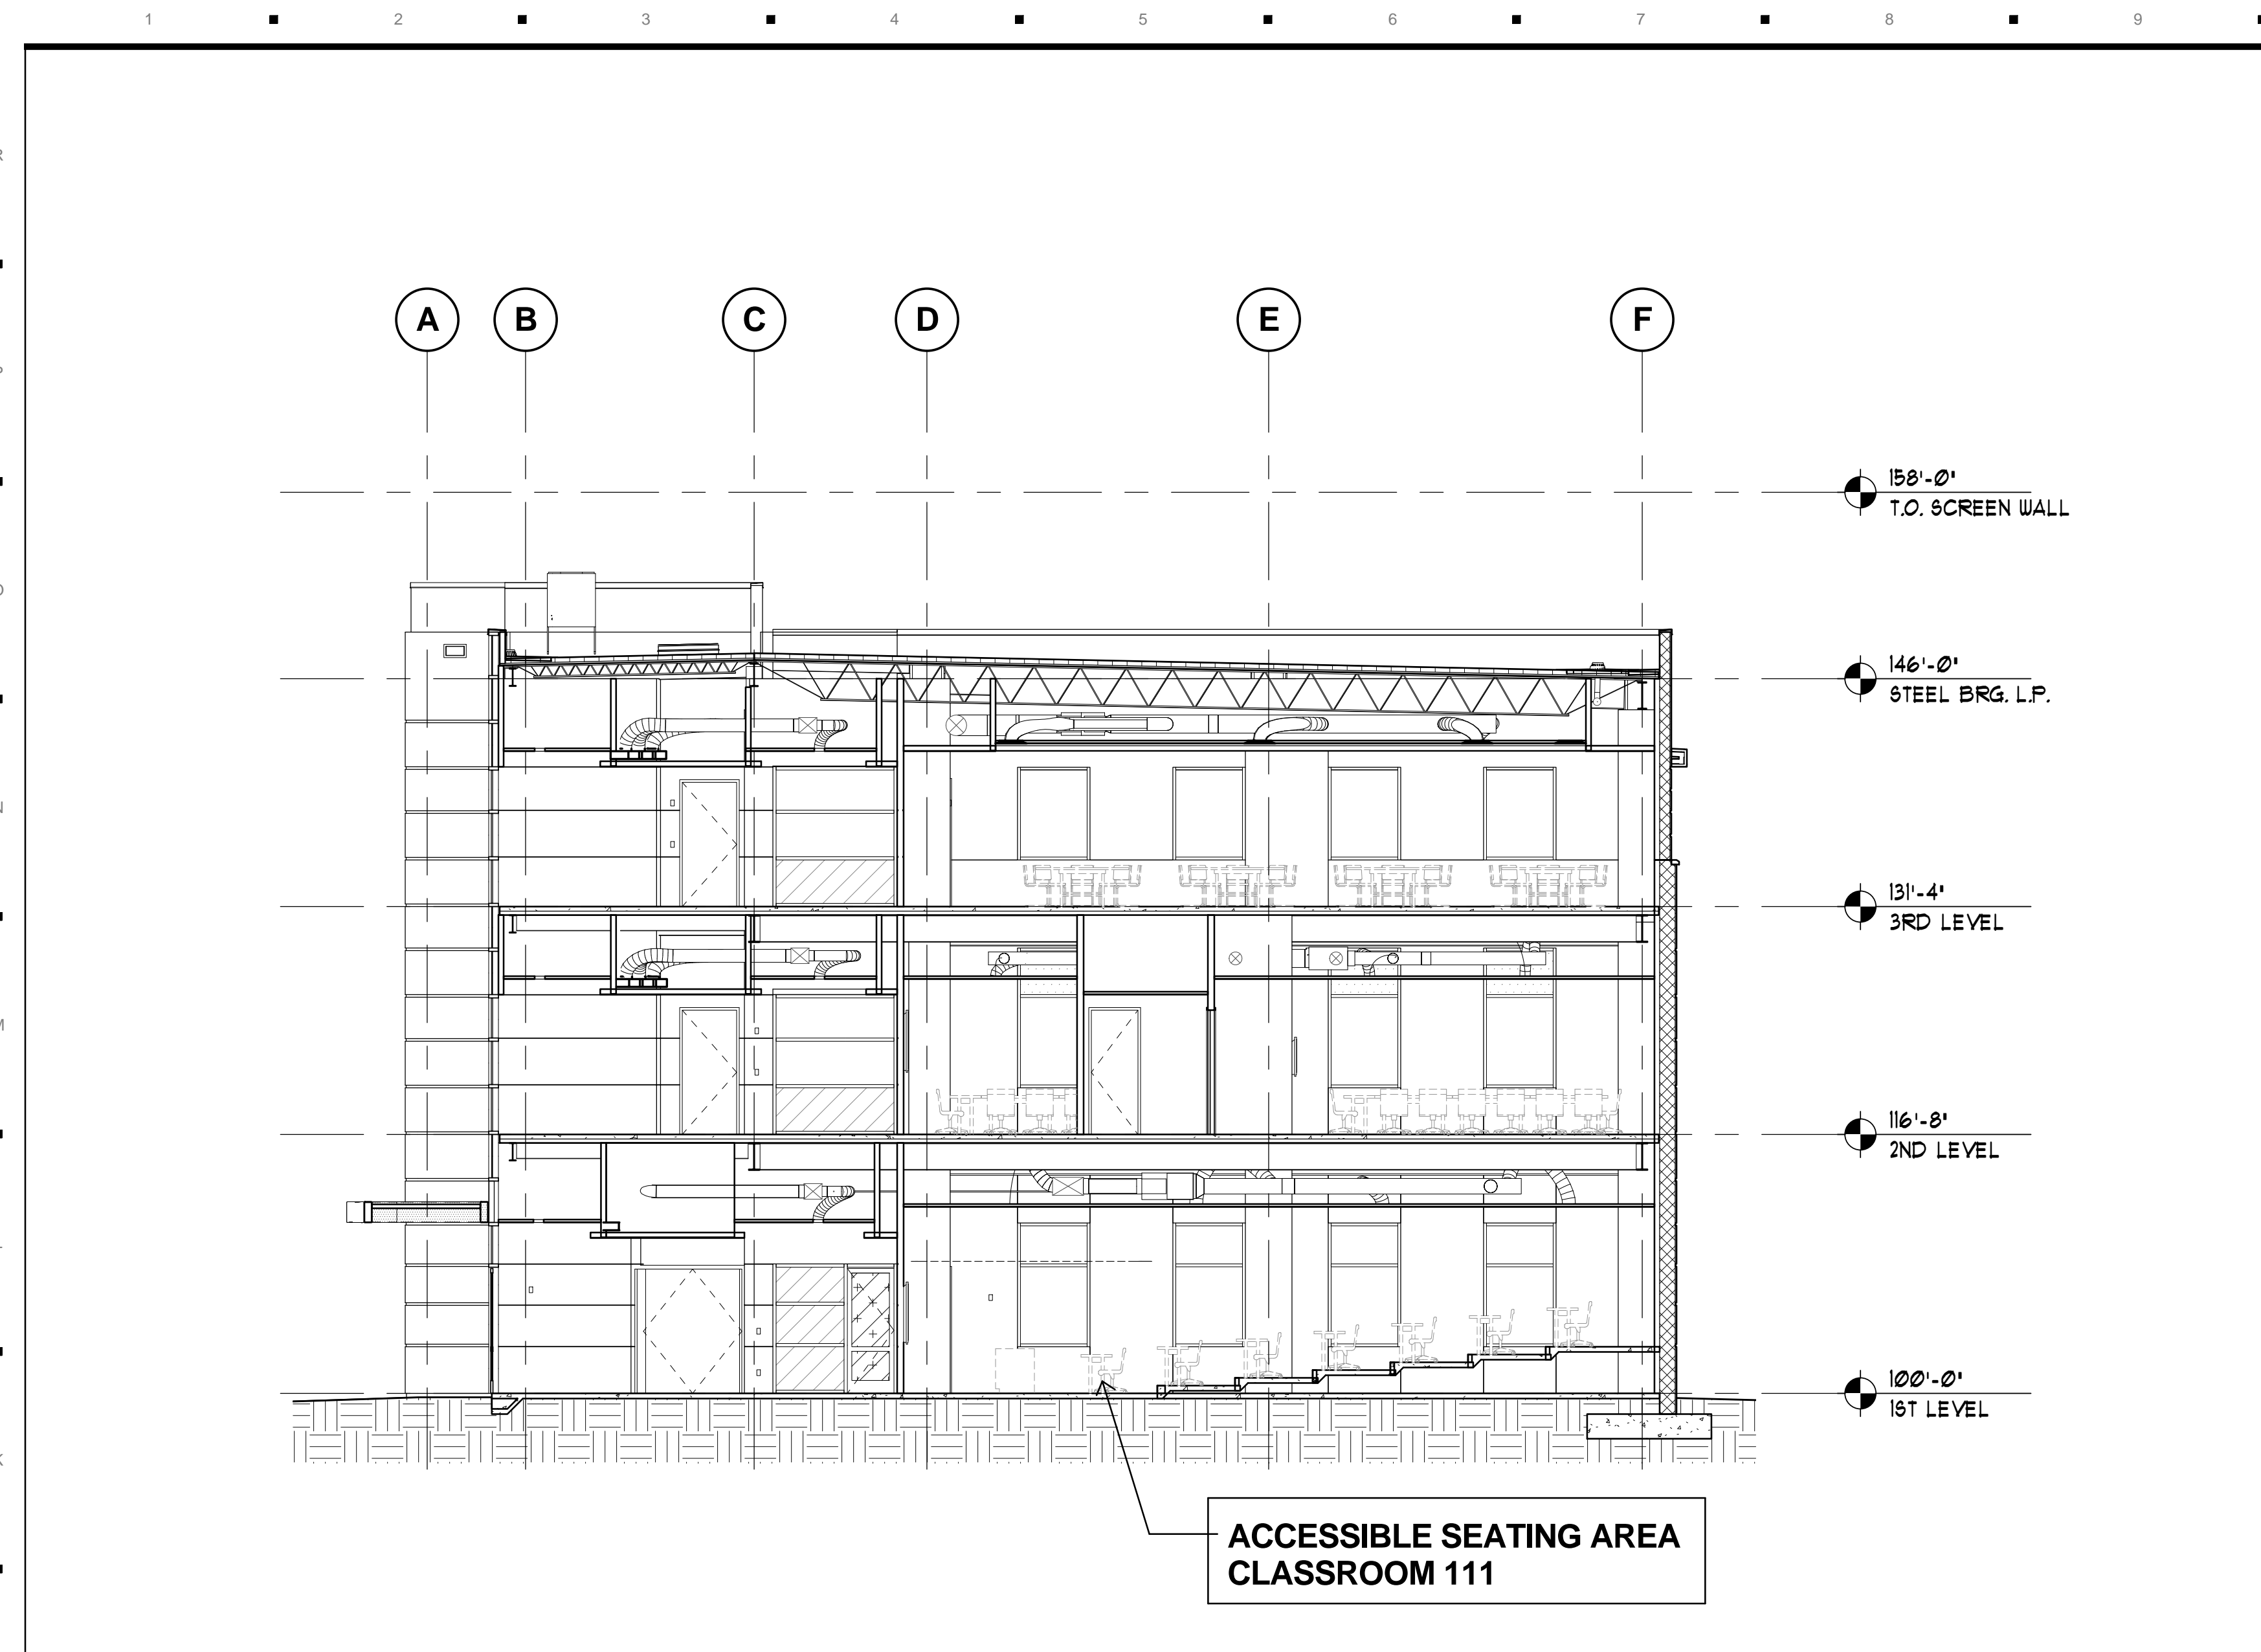 1 2 3 4 5 6 7 8 9
A B C D E F
158'-0"
T.O. SCREEN WALL
146'-0"
STEEL BRG. L.P.
131'-4"
3RD LEVEL
116'-8"
2ND LEVEL
100'-0"
1ST LEVEL
ACCESSIBLE SEATING AREA
CLASSROOM 111